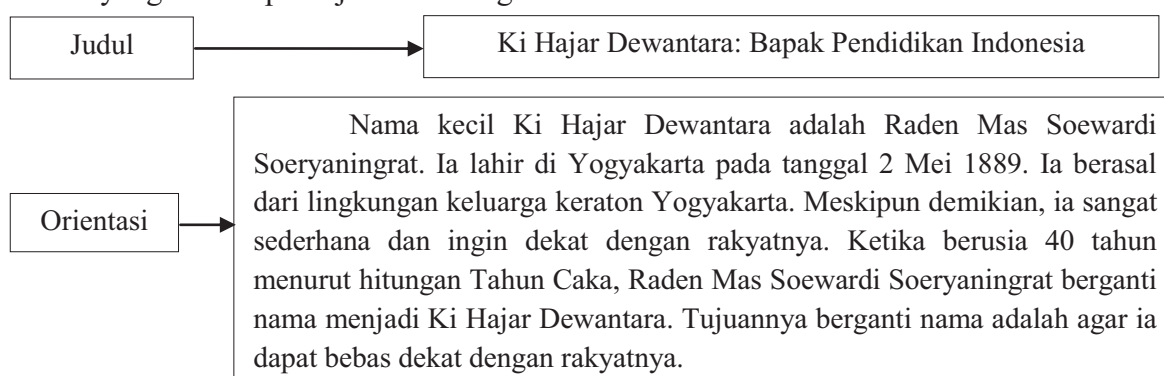 Judul
Ki Hajar Dewantara: Bapak Pendidikan Indonesia
Orientasi
Nama kecil Ki Hajar Dewantara adalah Raden Mas Soewardi
Soeryaningrat. Ia lahir di Yogyakarta pada tanggal 2 Mei 1889. Ia berasal
dari lingkungan keluarga keraton Yogyakarta. Meskipun demikian, ia sangat
sederhana dan ingin dekat dengan rakyatnya. Ketika berusia 40 tahun
menurut hitungan Tahun Caka, Raden Mas Soewardi Soeryaningrat berganti
nama menjadi Ki Hajar Dewantara. Tujuannya berganti nama adalah agar ia
dapat bebas dekat dengan rakyatnya.